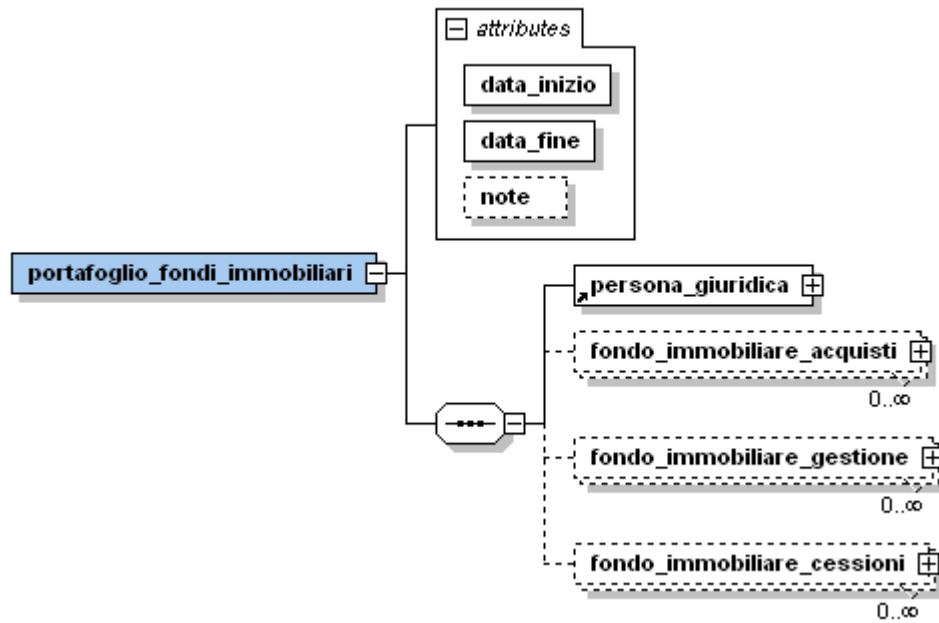 attributes
data_inizio
data_fine
note
portafoglio_fondi_immobiliari
persona_giuridica
fondo_immobiliare_acquisti
0..∞
fondo_immobiliare_gestione
0..∞
fondo_immobiliare_cessioni
0..∞